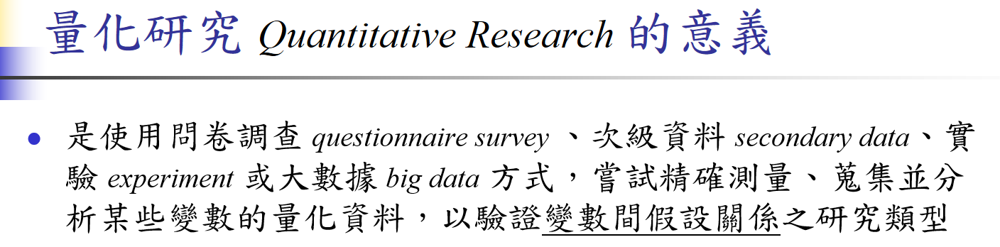 量化研究 Quantitative Research 的意義
是使用問卷調查 questionnaire survey 、次級資料 secondary data、實
驗 experiment 或大數據 big data 方式，嘗試精確測量、蒐集並分
析某些變數的量化資料，以驗證變數間假設關係之研究類型